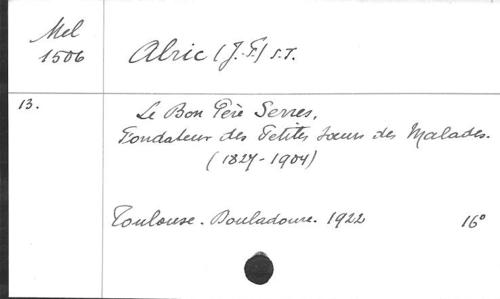 Mel
1506
Alric (J.-F.) s.j.
13.
Le Bon Père Serres,
Fondateur des Petites Sœurs des Malades.
(1827-1904)
Toulouse. Douladoure. 1922 16°